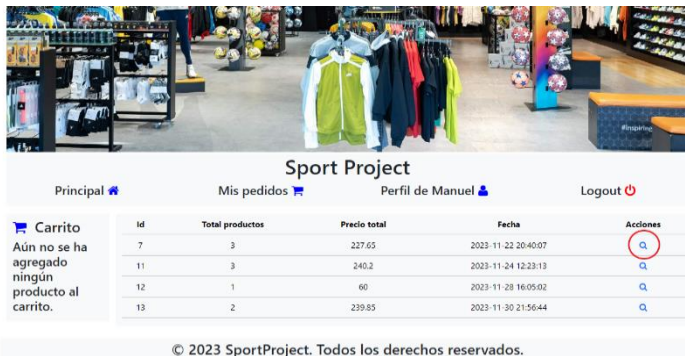 #inspirinc
Sport Project
Principal
Mis pedidos
Perfil de Manuel
Logout
Carrito
Aún no se ha
agregado
ningún
producto al
carrito.
Id Total productos Precio total Fecha Acciones
7 3 227.65 2023-11-22 20:40:07
11 3 240.2 2023-11-24 12:23:13
12 1 60 2023-11-28 16:05:02
13 2 239.85 2023-11-30 21:56:44
© 2023 SportProject. Todos los derechos reservados.